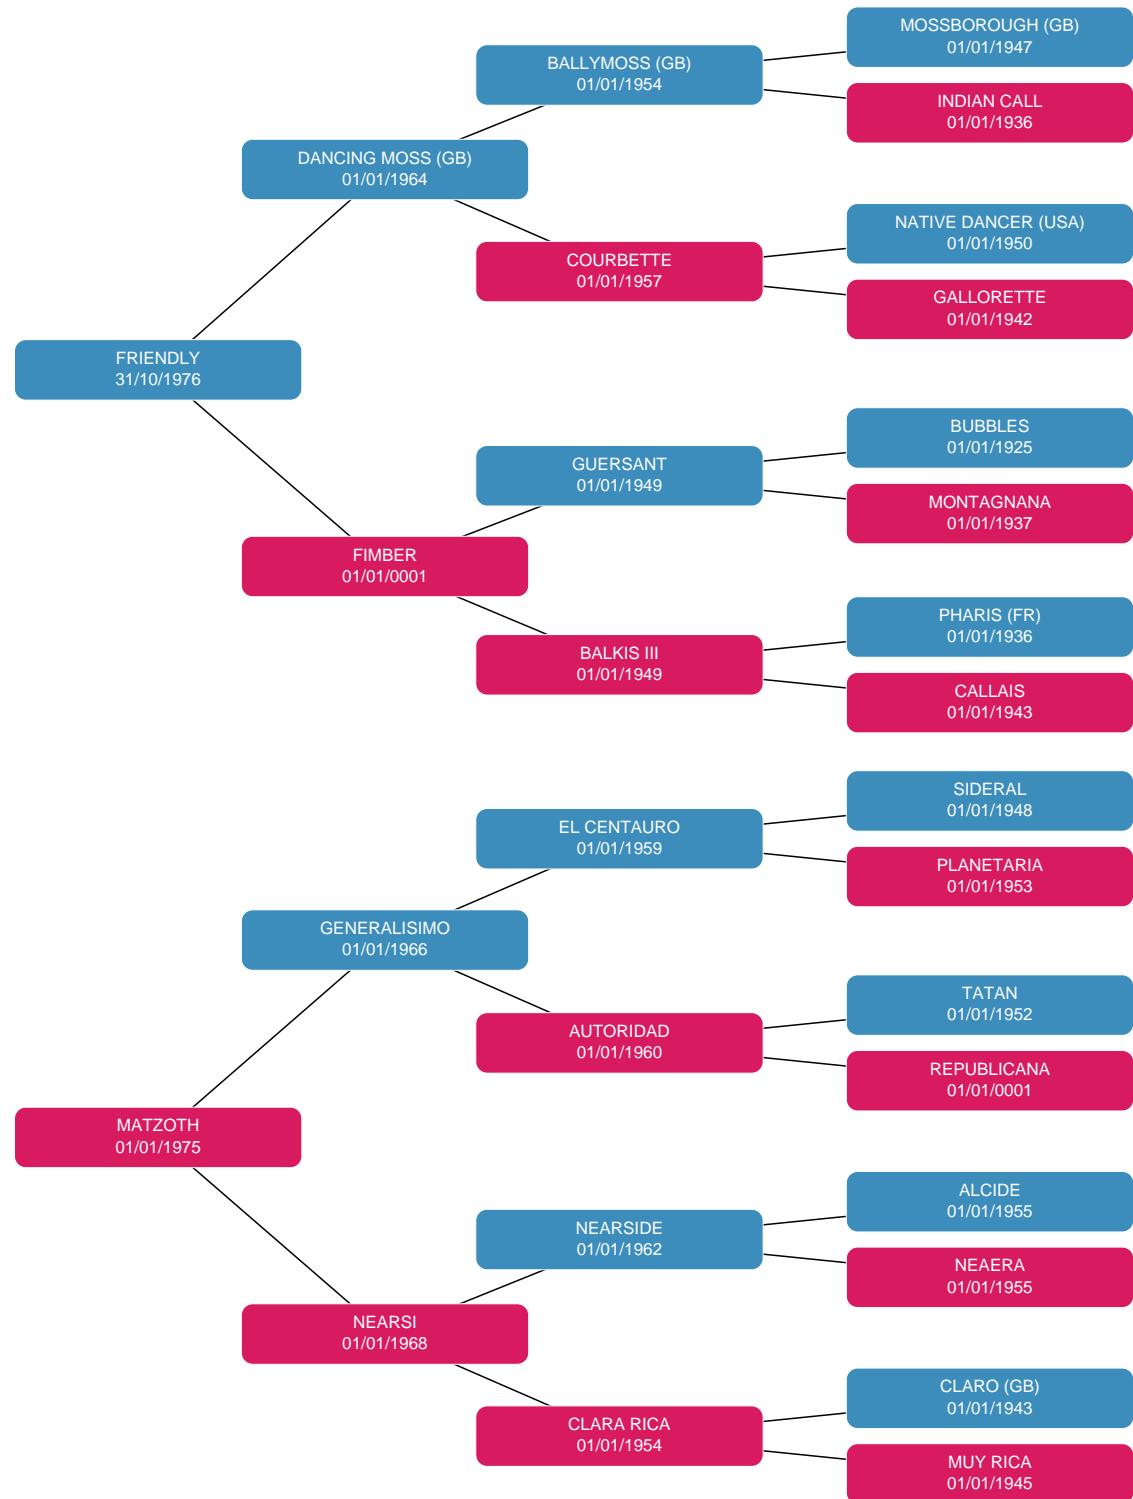 MOSSBOROUGH (GB)
01/01/1947
BALLYMOSS (GB)
01/01/1954
INDIAN CALL
01/01/1936
DANCING MOSS (GB)
01/01/1964
NATIVE DANCER (USA)
01/01/1950
COURBETTE
01/01/1957
GALLORETTE
01/01/1942
FRIENDLY
31/10/1976
BUBBLES
01/01/1925
GUERSANT
01/01/1949
MONTAGNANA
01/01/1937
FIMBER
01/01/0001
PHARIS (FR)
01/01/1936
BALKIS III
01/01/1949
CALLAIS
01/01/1943
SIDERAL
01/01/1948
EL CENTAURO
01/01/1959
PLANETARIA
01/01/1953
GENERALISIMO
01/01/1966
TATAN
01/01/1952
AUTORIDAD
01/01/1960
REPUBLICANA
01/01/0001
MATZOTH
01/01/1975
ALCIDE
01/01/1955
NEARSIDE
01/01/1962
NEAERA
01/01/1955
NEARSI
01/01/1968
CLARO (GB)
01/01/1943
CLARA RICA
01/01/1954
MUY RICA
01/01/1945